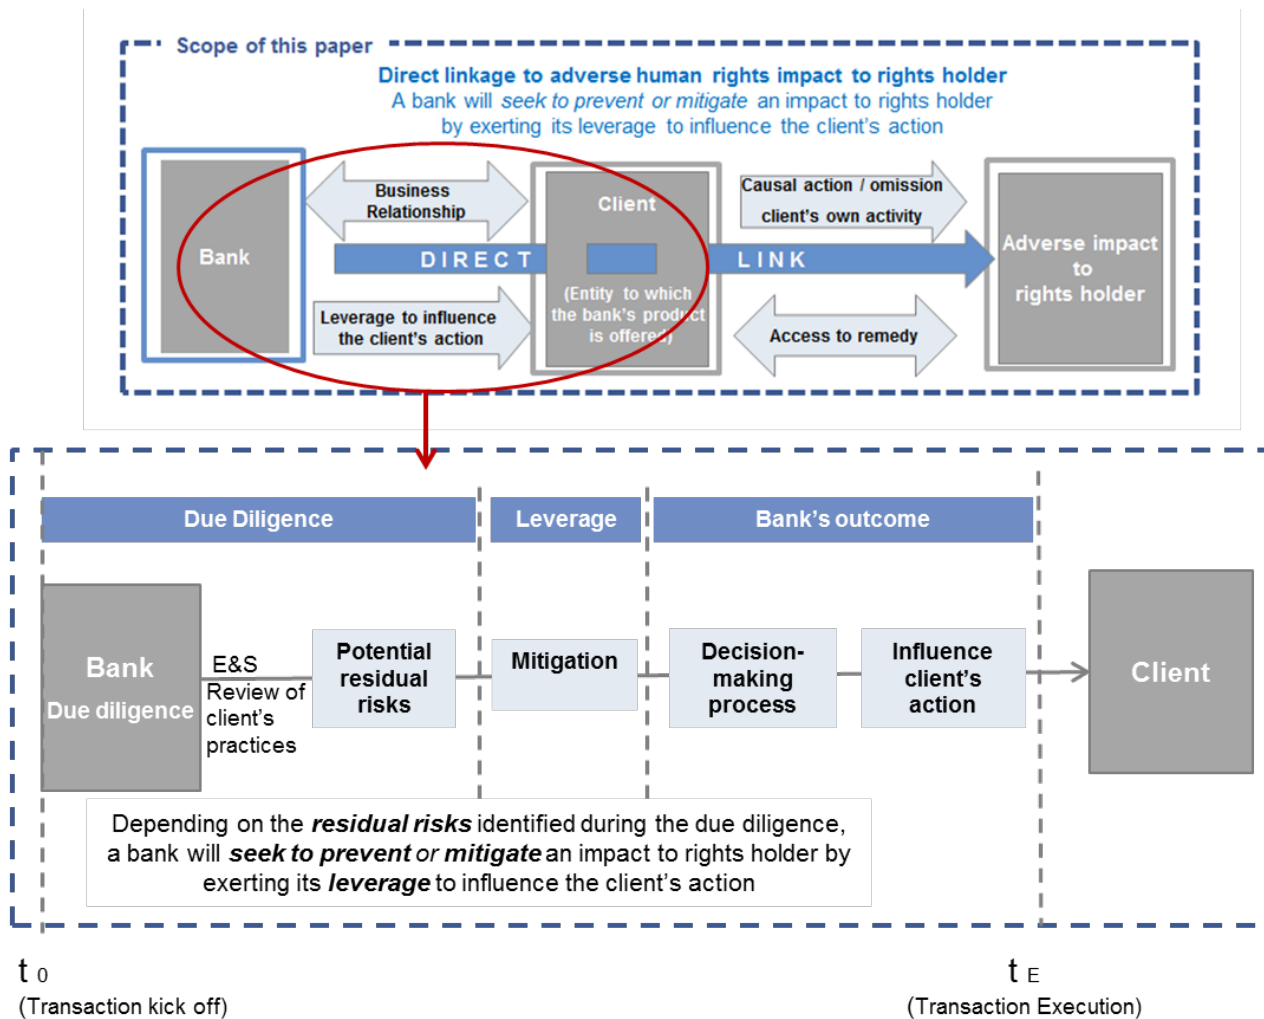 Scope of this paper
Direct linkage to adverse human rights impact to rights holder
A bank will seek to prevent or mitigate an impact to rights holder
by exerting its leverage to influence the client's action
Bank
Business
Relationship
DIRECT
Leverage to influence
the client's action
Client
(Entity to which
the bank's product
is offered)
Causal action / omission
client's own activity
LINK
Access to remedy
Adverse impact
to
rights holder
Due Diligence
Leverage
Bank's outcome
Bank
Due diligence
E&S
Review of
client's
practices
Potential
residual
risks
Mitigation
Decision-
making
process
Influence
client's
action
Client
Depending on the residual risks identified during the due diligence,
a bank will seek to prevent or mitigate an impact to rights holder by
exerting its leverage to influence the client's action
t 0
(Transaction kick off)
t E
(Transaction Execution)